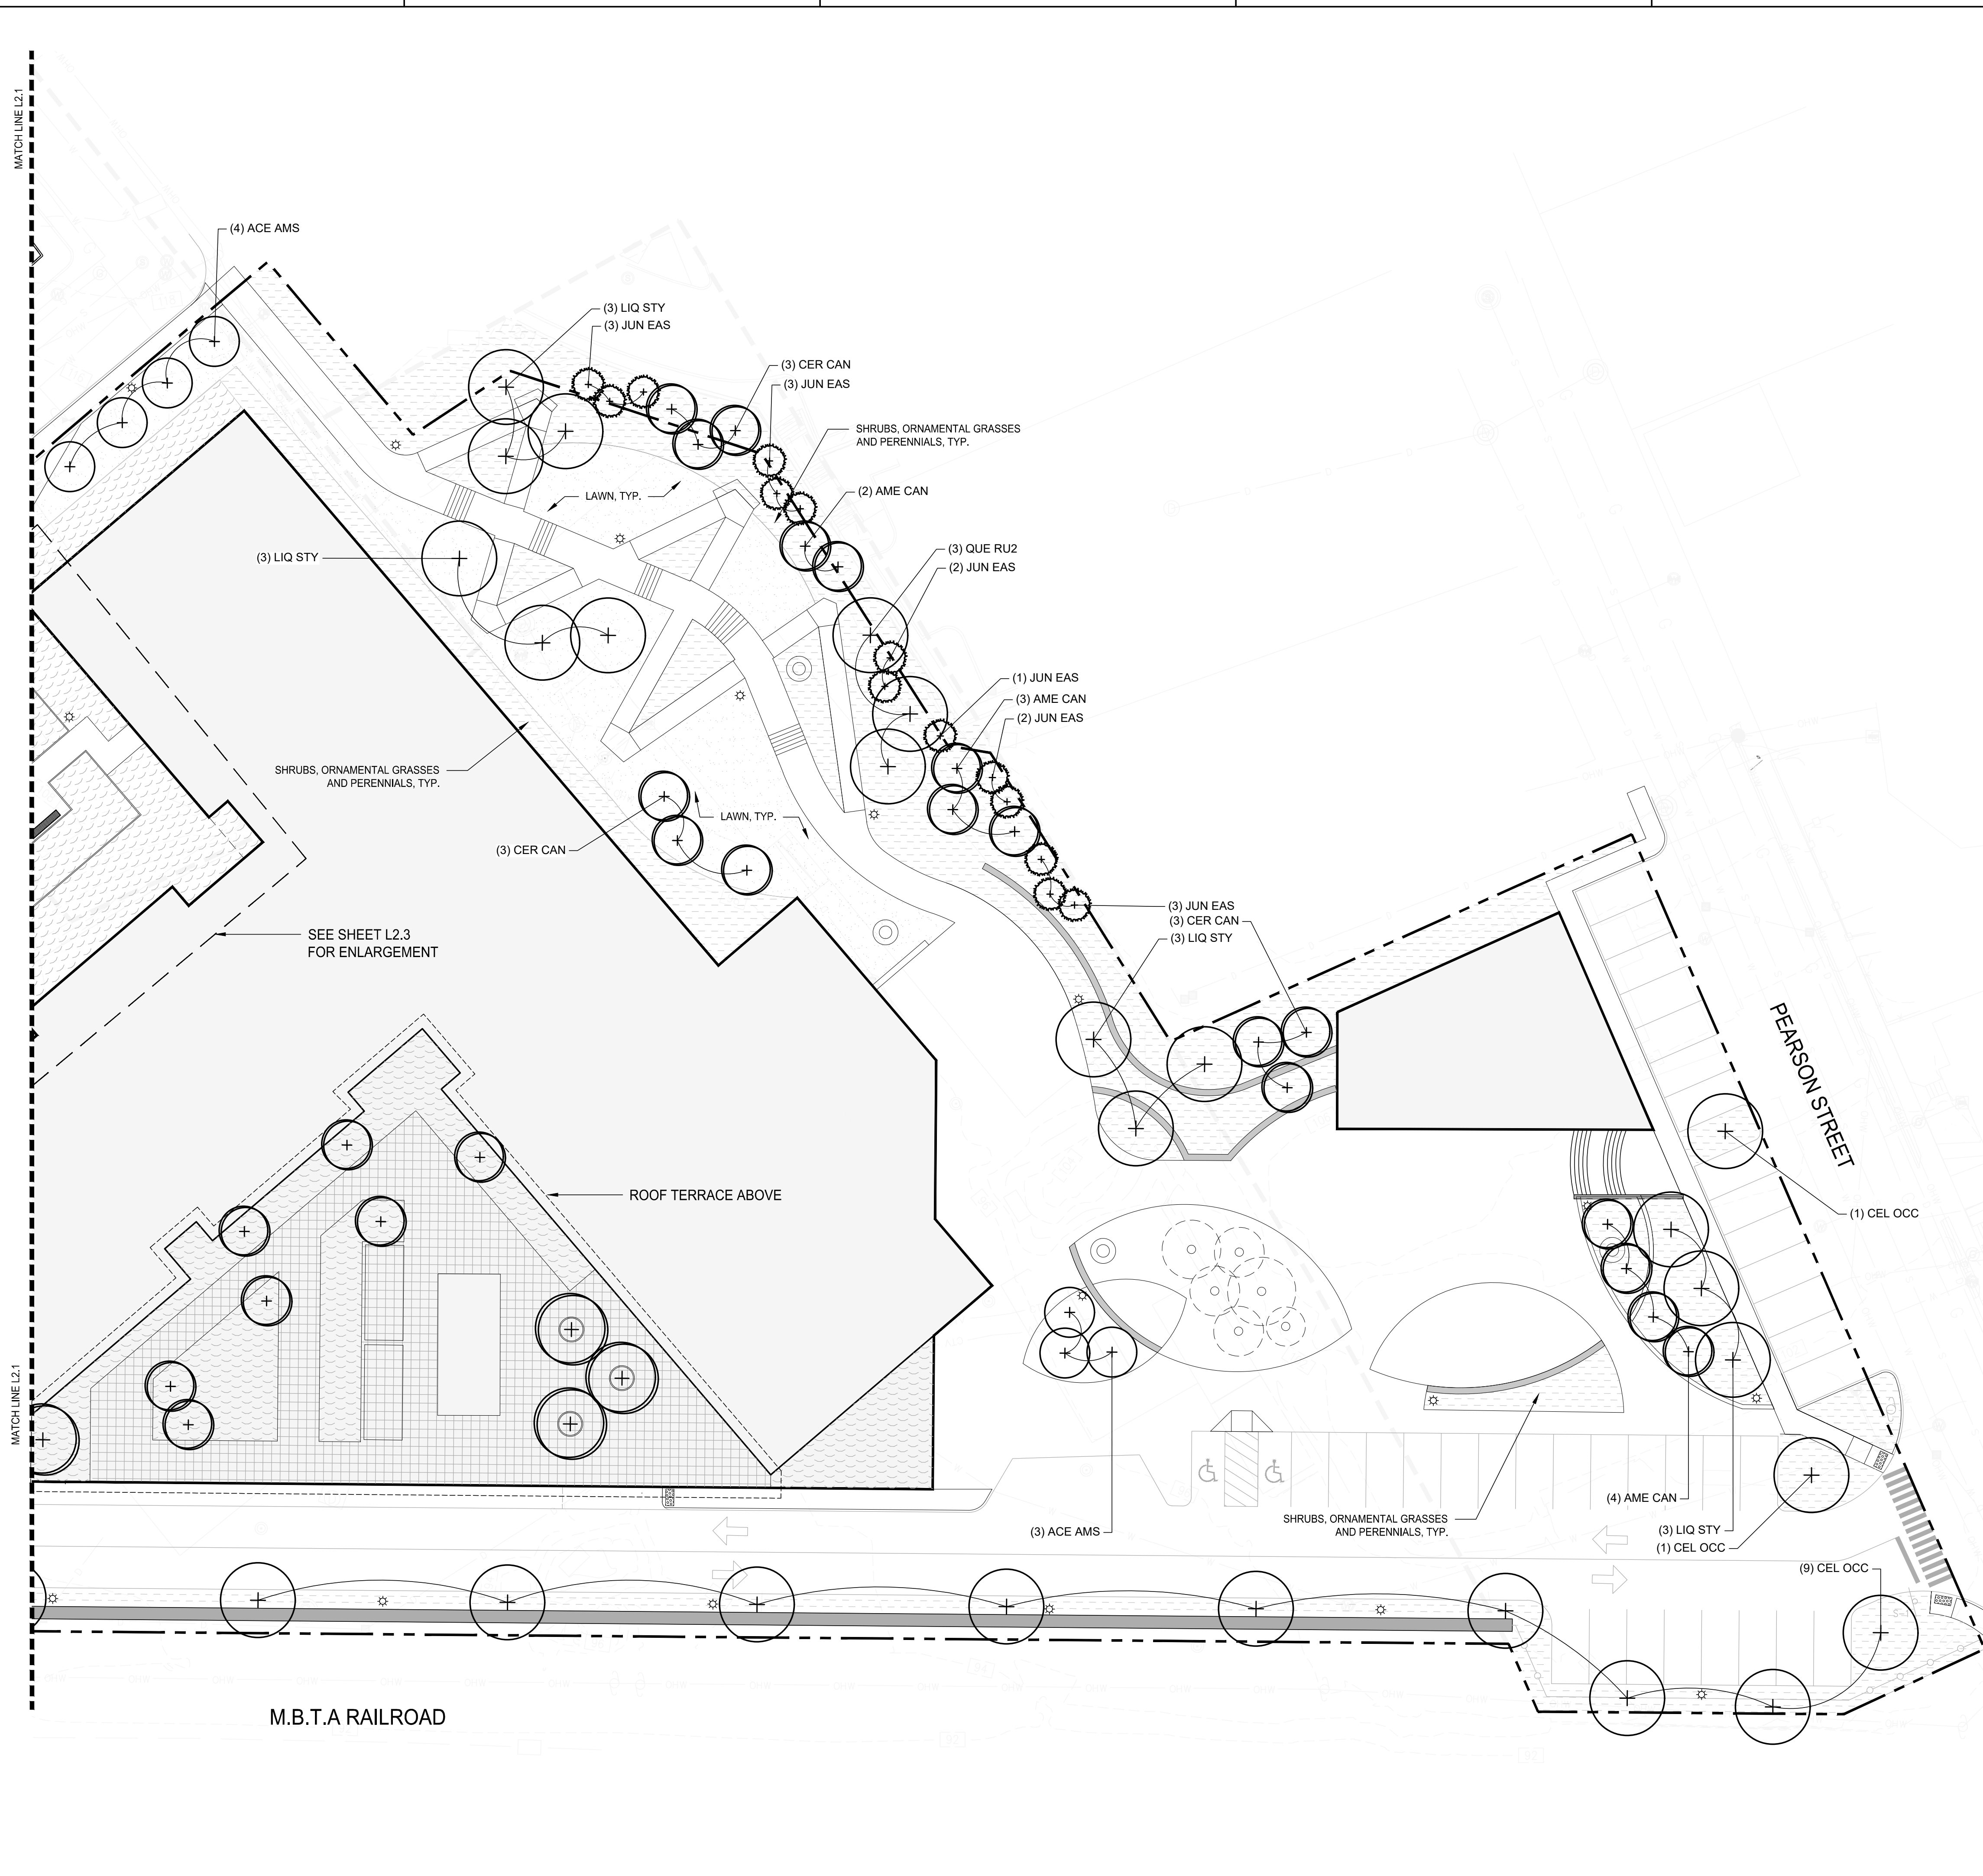 MATCH LINE L2.1
(4) ACE AMS
(3) LIQ STY
(3) JUN EAS
(3) CER CAN
(3) JUN EAS
SHRUBS, ORNAMENTAL GRASSES
AND PERENNIALS, TYP.
LAWN, TYP.
(2) AME CAN
(3) LIQ STY
(3) QUE RU2
(2) JUN EAS
(1) JUN EAS
(3) AME CAN
(2) JUN EAS
SHRUBS, ORNAMENTAL GRASSES
AND PERENNIALS, TYP.
LAWN, TYP.
(3) CER CAN
(3) JUN EAS
(3) CER CAN
(3) LIQ STY
SEE SHEET L2.3
FOR ENLARGEMENT
PEARSON STREET
ROOF TERRACE ABOVE
(1) CEL OCC
MATCH LINE L2.1
(4) AME CAN
SHRUBS, ORNAMENTAL GRASSES
AND PERENNIALS, TYP.
(3) ACE AMS
(3) LIQ STY
(1) CEL OCC
(9) CEL OCC
M.B.T.A RAILROAD